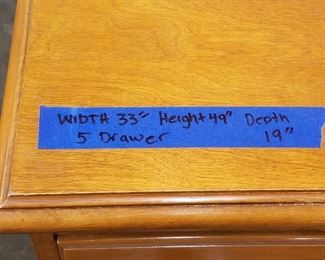 WIDTH 33" Height 49" Depth
5 Drawer 19"